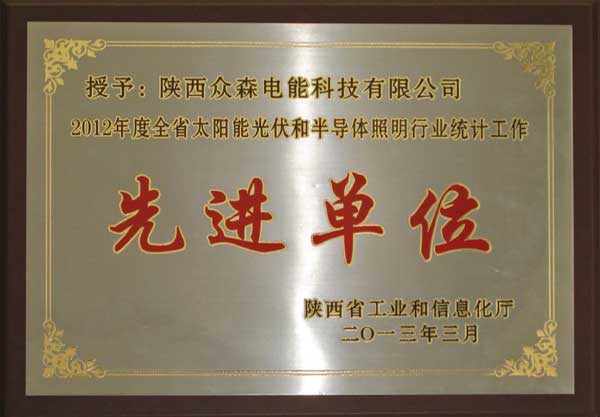 授予：陕西众森电能科技有限公司
2012年度全省太阳能光伏和半导体照明行业统计工作
先进单位
陕西省工业和信息化厅
二〇一三年三月